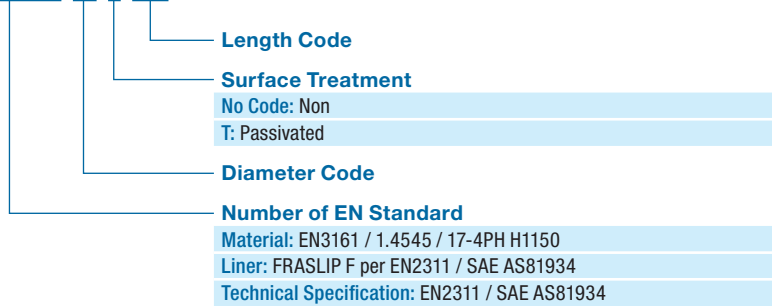 Length Code
Surface Treatment
No Code: Non
T: Passivated
Diameter Code
Number of EN Standard
Material: EN3161 / 1.4545 / 17-4PH H1150
Liner: FRASLIP F per EN2311 / SAE AS81934
Technical Specification: EN2311 / SAE AS81934